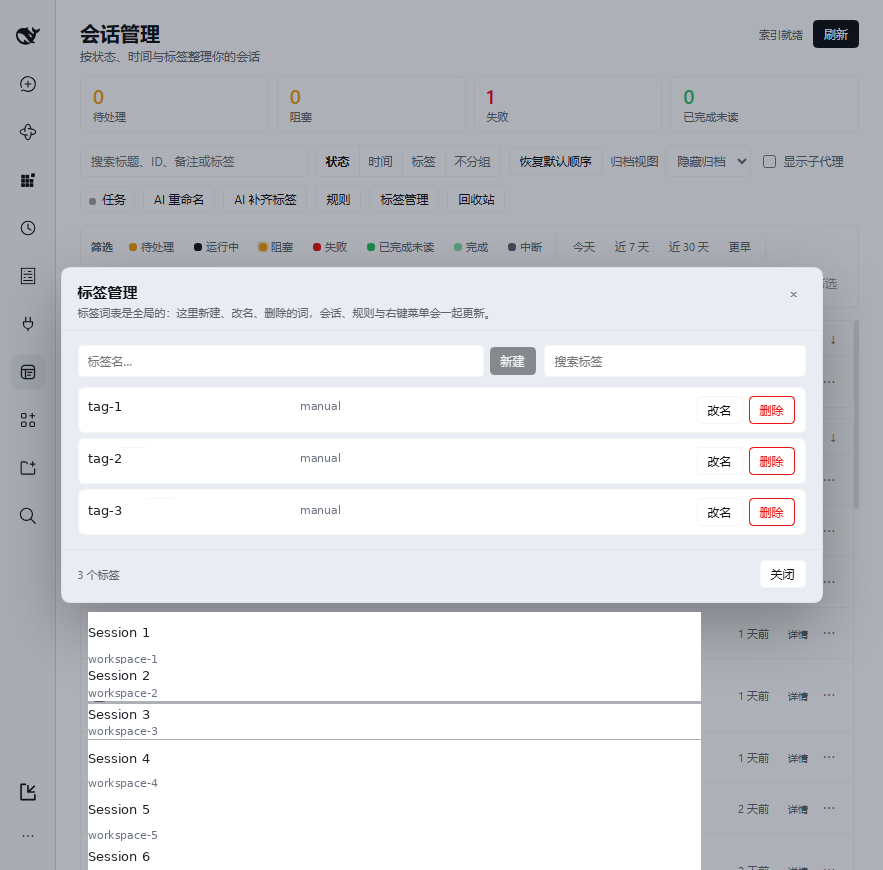 会话管理
按状态、时间与标签整理你的会话
索引就绪
刷新
0
待处理
0
阻塞
1
失败
0
已完成未读
搜索标题、ID、备注或标签
状态
时间
标签
不分组
恢复默认顺序
归档视图
隐藏归档
显示子代理
任务
AI 重命名
AI 补齐标签
规则
标签管理
回收站
筛选
待处理
运行中
阻塞
失败
已完成未读
完成
中断
今天
近 7 天
近 30 天
更早
标签管理
×
标签词表是全局的：这里新建、改名、删除的词，会话、规则与右键菜单会一起更新。
标签名...
新建
搜索标签
↓
tag-1
manual
改名
删除
...
↓
tag-2
manual
改名
删除
...
tag-3
manual
改名
删除
...
3 个标签
关闭
...
Session 1
1 天前
详情
...
workspace-1
Session 2
workspace-2
1 天前
详情
...
Session 3
workspace-3
Session 4
1 天前
详情
...
workspace-4
Session 5
2 天前
详情
...
workspace-5
Session 6
...